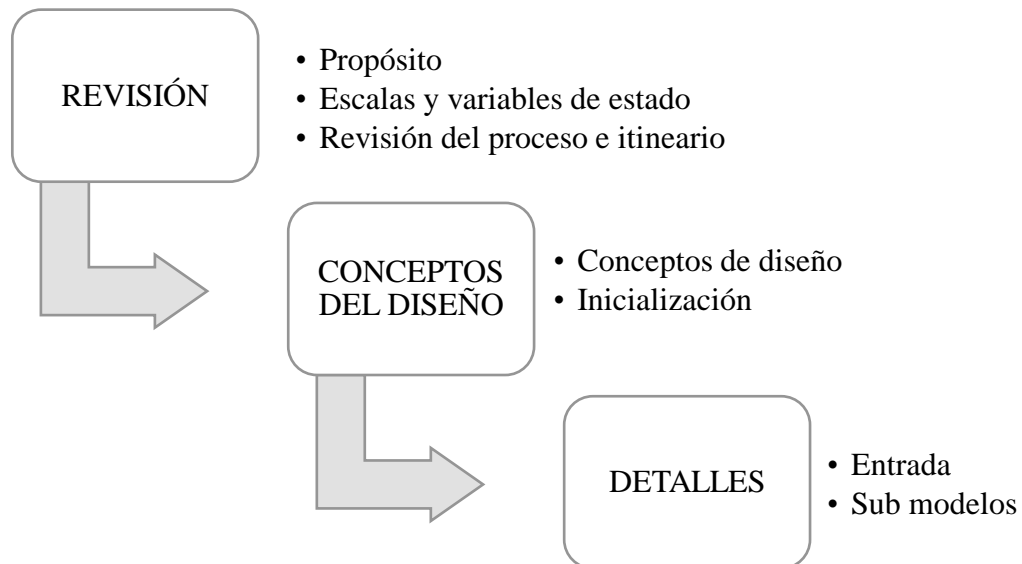 REVISIÓN
• Propósito
• Escalas y variables de estado
• Revisión del proceso e itineario
CONCEPTOS
DEL DISEÑO
• Conceptos de diseño
• Inicialización
DETALLES
• Entrada
• Sub modelos